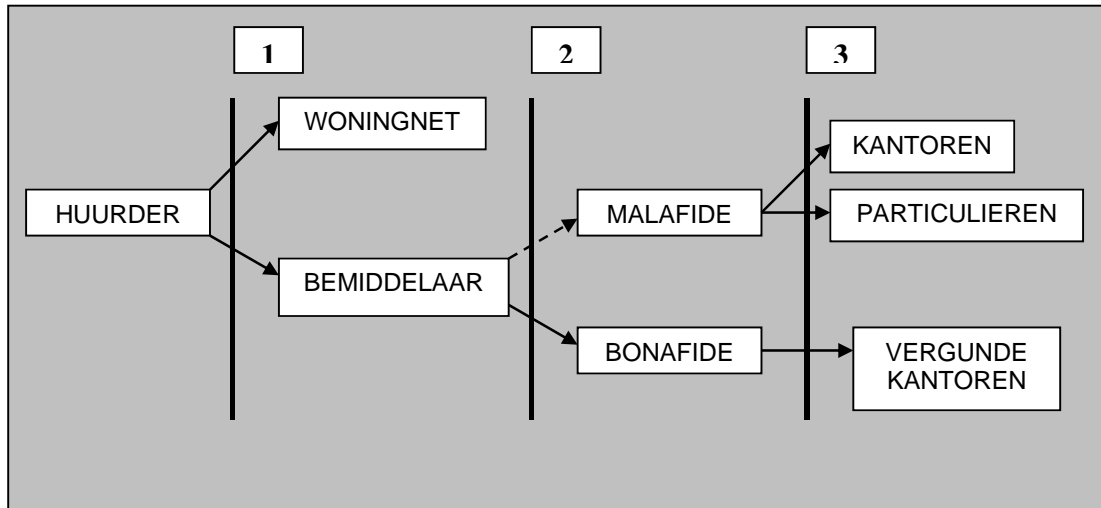 1
2
3
WONINGNET
KANTOREN
HUURDER
MALAFIDE
PARTICULIEREN
BEMIDDELAAR
BONAFIDE
VERGUNDE
KANTOREN